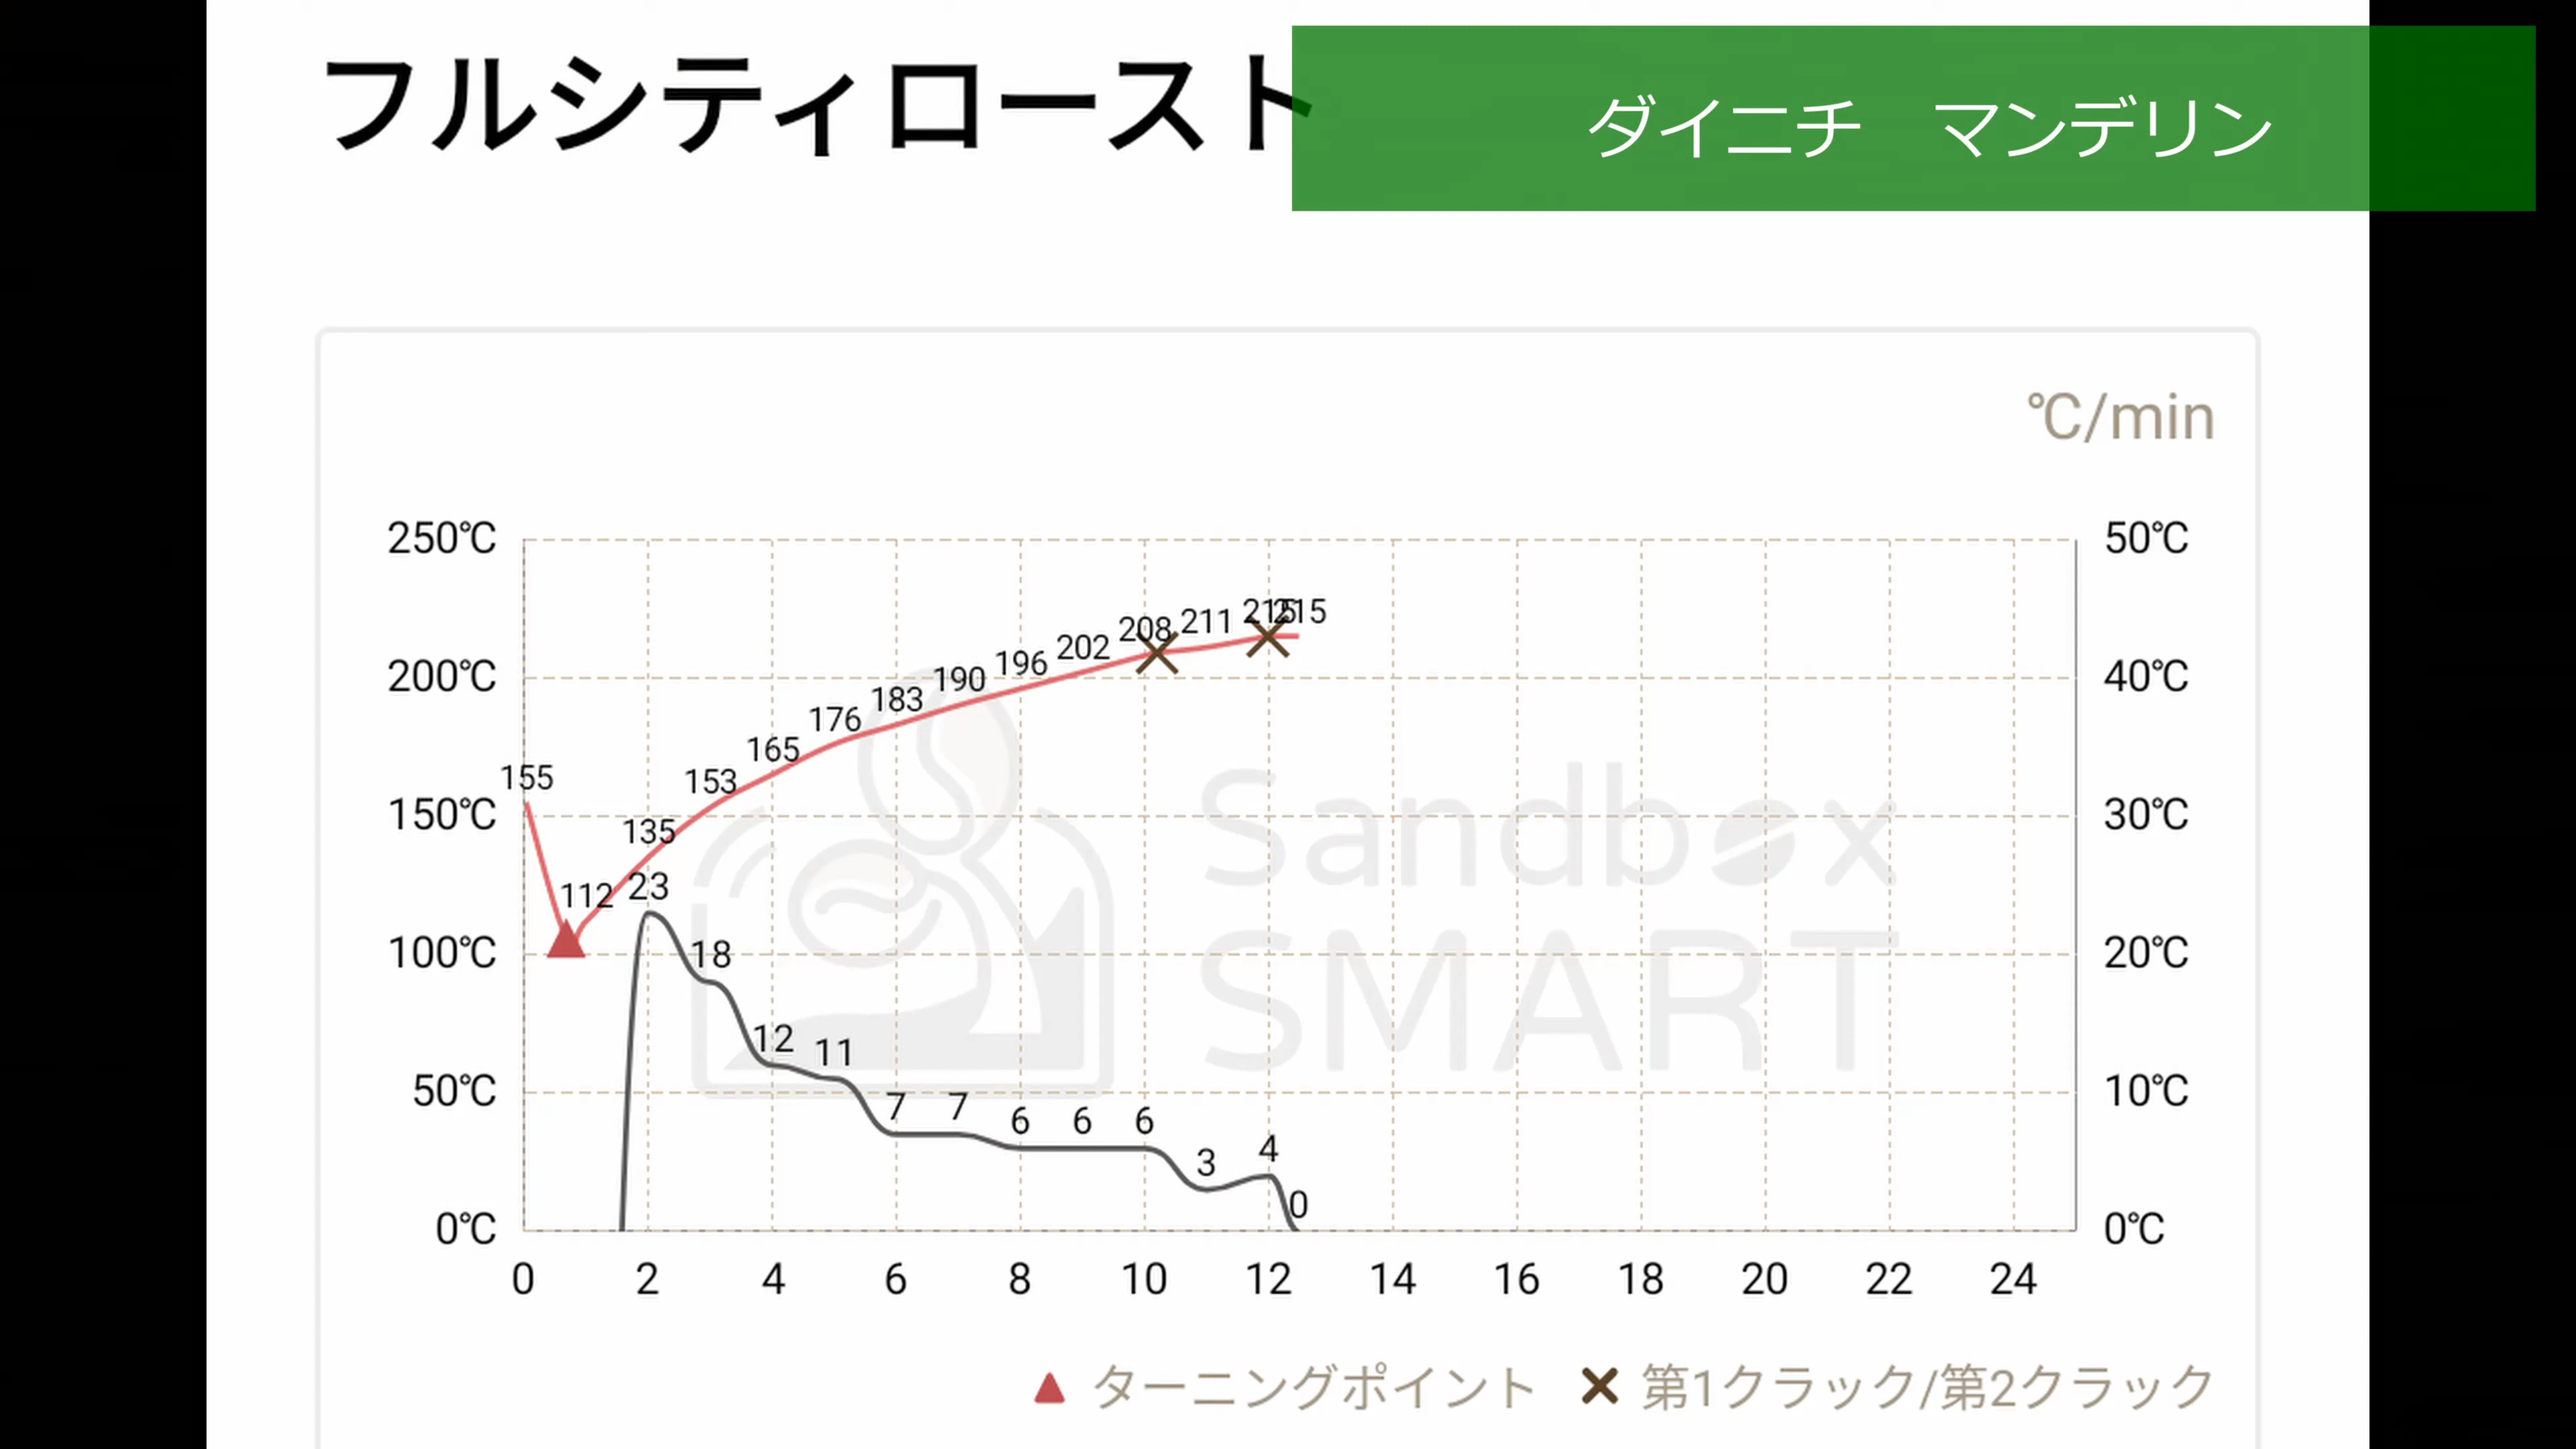 フルシティロースト
ダイニチ　マンデリン
℃/min
250℃ 50℃
200℃ 40℃
150℃ 30℃
100℃ 20℃
50℃ 10℃
0℃ 0℃
155 112 135 153 165 176 183 190 196 202 208 211 215 215
23 18 12 11 7 7 6 6 6 3 4 0
Sandbox
SMART
0 2 4 6 8 10 12 14 16 18 20 22 24
ターニングポイント 第1クラック/第2クラック